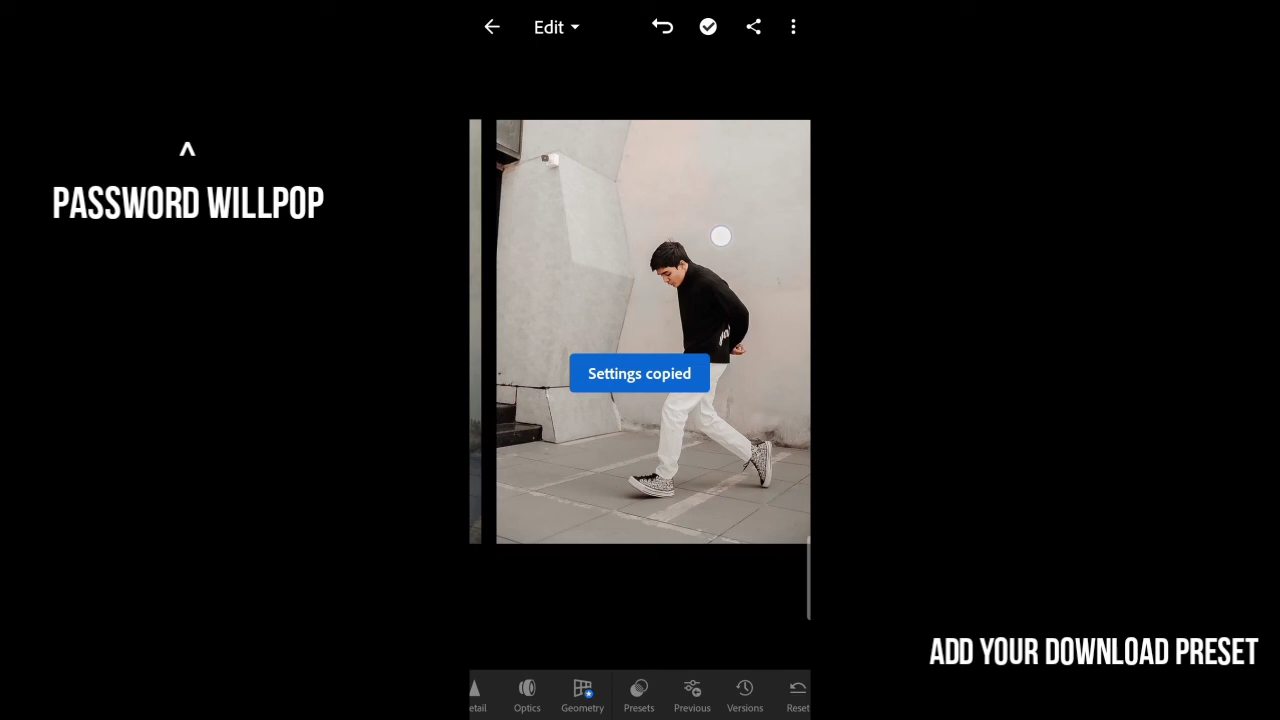 Edit
^
PASSWORD WILLPOP
Settings copied
ADD YOUR DOWNLOAD PRESET
etail
Optics
Geometry
Presets
Previous
Versions
Reset